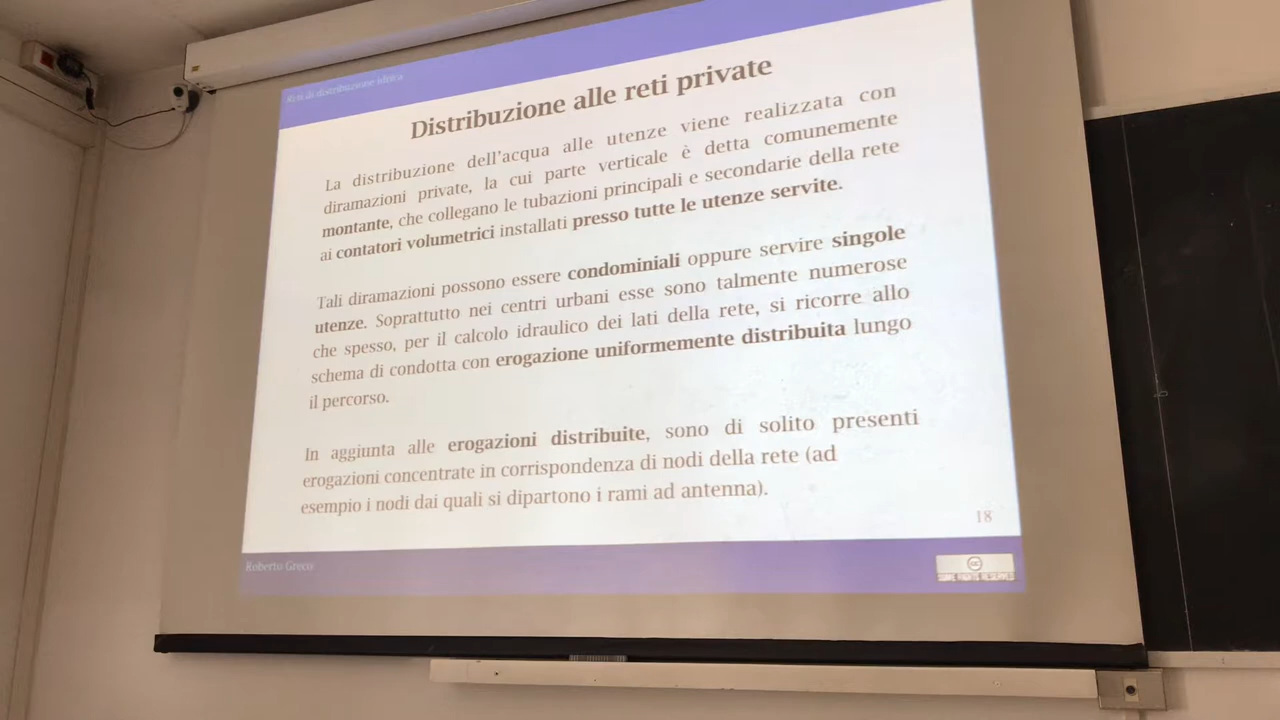 Reti di distribuzione idrica
Distribuzione alle reti private
La distribuzione dell'acqua alle utenze viene realizzata con
diramazioni private, la cui parte verticale è detta comunemente
montante, che collegano le tubazioni principali e secondarie della rete
ai contatori volumetrici installati presso tutte le utenze servite.
Tali diramazioni possono essere condominiali oppure servire singole
utenze. Soprattutto nei centri urbani esse sono talmente numerose
che spesso, per il calcolo idraulico dei lati della rete, si ricorre allo
schema di condotta con erogazione uniformemente distribuita lungo
il percorso.
In aggiunta alle erogazioni distribuite, sono di solito presenti
erogazioni concentrate in corrispondenza di nodi della rete (ad
esempio i nodi dai quali si dipartono i rami ad antenna).
18
Roberto Greco
cc
SOME RIGHTS RESERVED